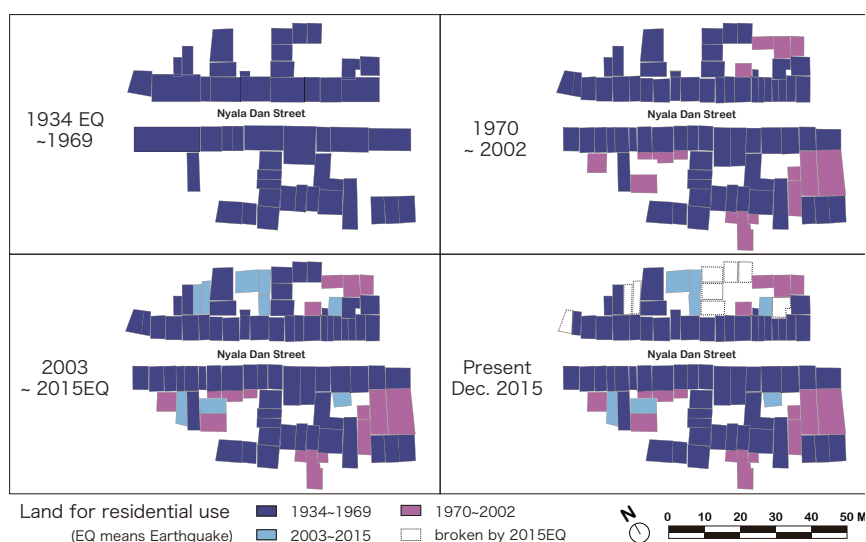 1934 EQ
~1969
Nyala Dan Street
1970
~ 2002
Nyala Dan Street
2003
~ 2015EQ
Nyala Dan Street
Present
Dec. 2015
Nyala Dan Street
Land for residential use
(EQ means Earthquake)
1934~1969
1970~2002
2003~2015
broken by 2015EQ
N
0 10 20 30 40 50 M